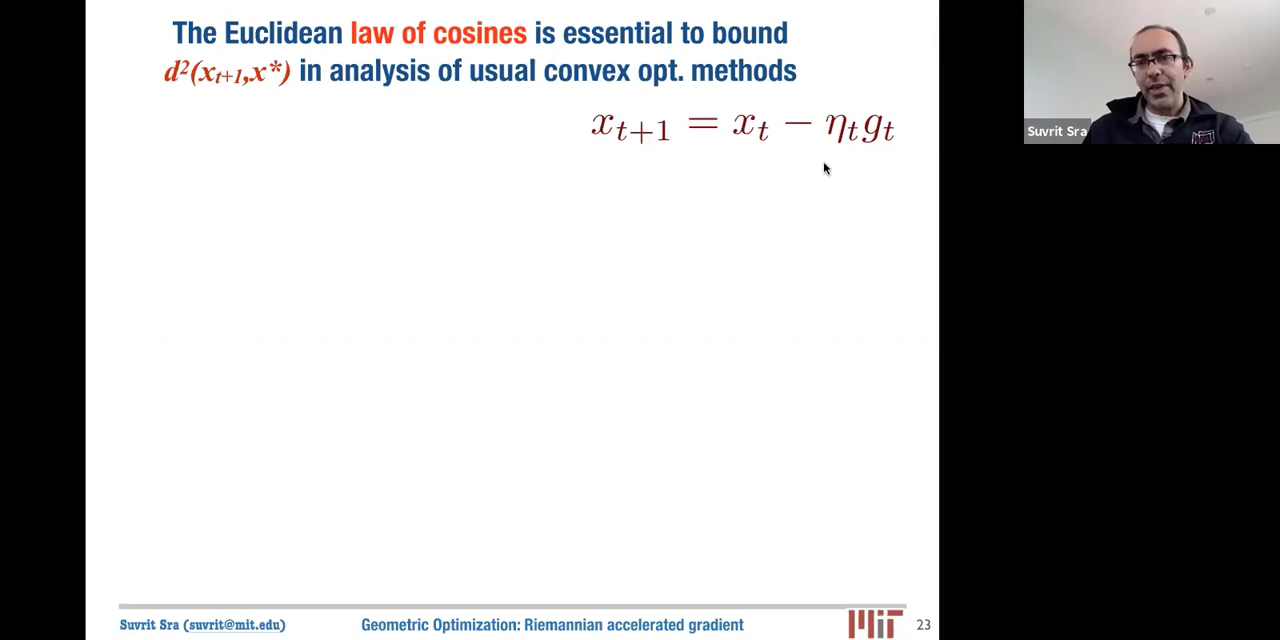 The Euclidean law of cosines is essential to bound
d²(xₜ₊₁,x*) in analysis of usual convex opt. methods
xₜ₊₁ = xₜ − ηₜgₜ
Suvrit Sra
Suvrit Sra (suvrit@mit.edu)
Geometric Optimization: Riemannian accelerated gradient
MIT
23